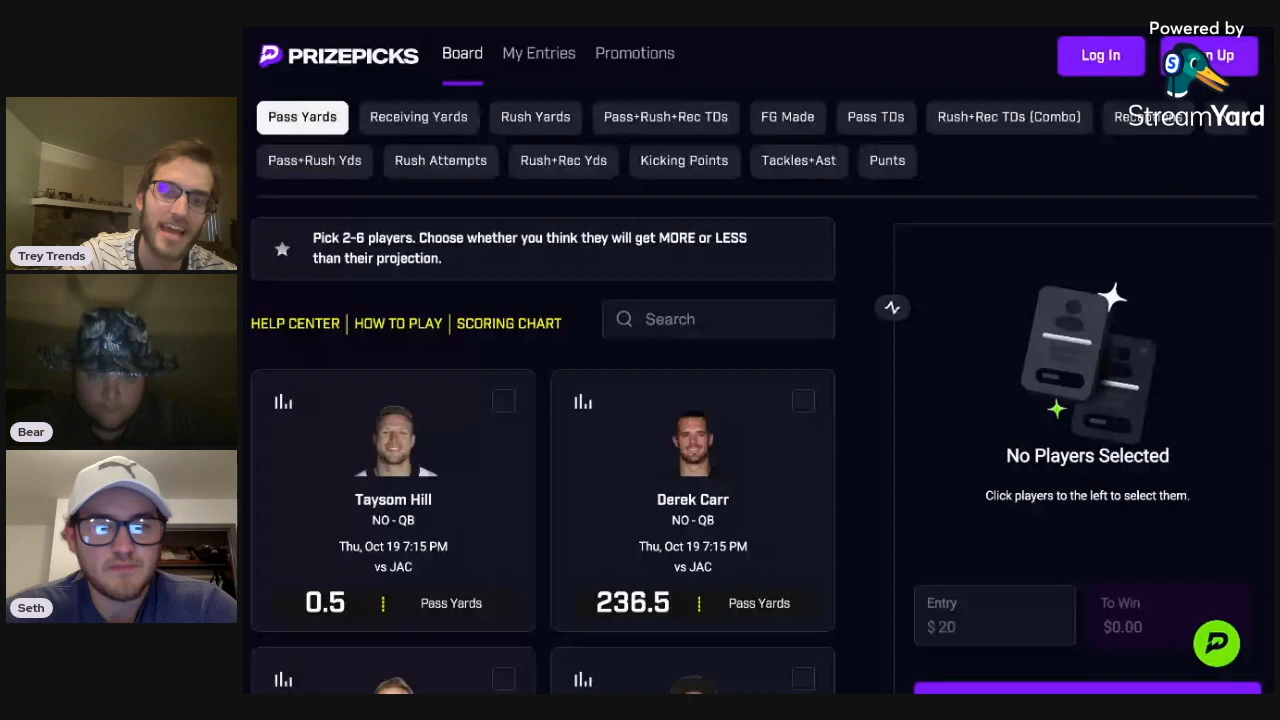 Powered by
StreamYard
PRIZEPICKS
Board
My Entries
Promotions
Log In
Up
Pass Yards
Receiving Yards
Rush Yards
Pass+Rush+Rec TDs
FG Made
Pass TDs
Rush+Rec TDs (Combo)
Pass+Rush Yds
Rush Attempts
Rush+Rec Yds
Kicking Points
Tackles+Ast
Punts
Pick 2-6 players. Choose whether you think they will get MORE or LESS
than their projection.
HELP CENTER | HOW TO PLAY | SCORING CHART
Search
Taysom Hill
NO - QB
Thu, Oct 19 7:15 PM
vs JAC
0.5
Pass Yards
Derek Carr
NO - QB
Thu, Oct 19 7:15 PM
vs JAC
236.5
Pass Yards
No Players Selected
Click players to the left to select them.
Entry
$ 20
To Win
$0.00
Trey Trends
Bear
Seth